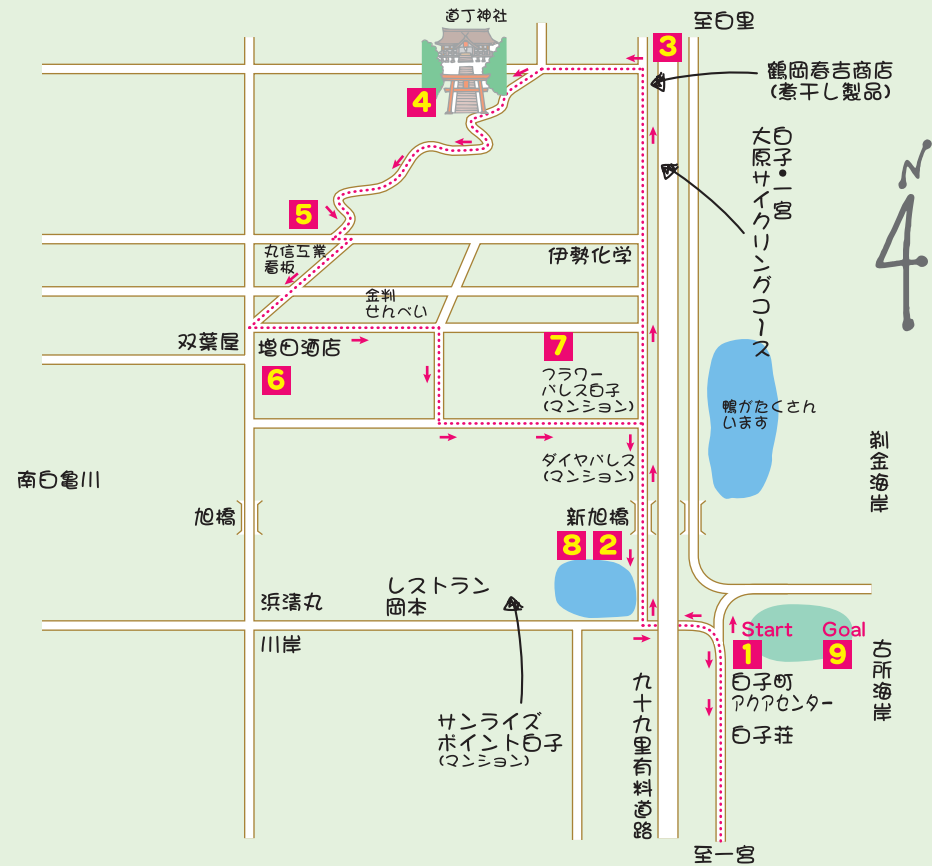 道丁神社
至白里
3
鶴岡春吉商店
(煮干し製品)
4
白子・一宮
大原サイクリングコース
N
5
丸信工業
看板
伊勢化学
金判
せんべい
双葉屋
増田酒店
6
7
フラワー
パレス白子
(マンション)
鴨がたくさん
います
ダイヤパレス
(マンション)
剃金海岸
南白亀川
旭橋
新旭橋
8
2
レストラン
岡本
浜清丸
川岸
Start
Goal
1
9
古所海岸
白子町
アクアセンター
白子荘
サンライズ
ポイント白子
(マンション)
九十九里有料道路
至一宮